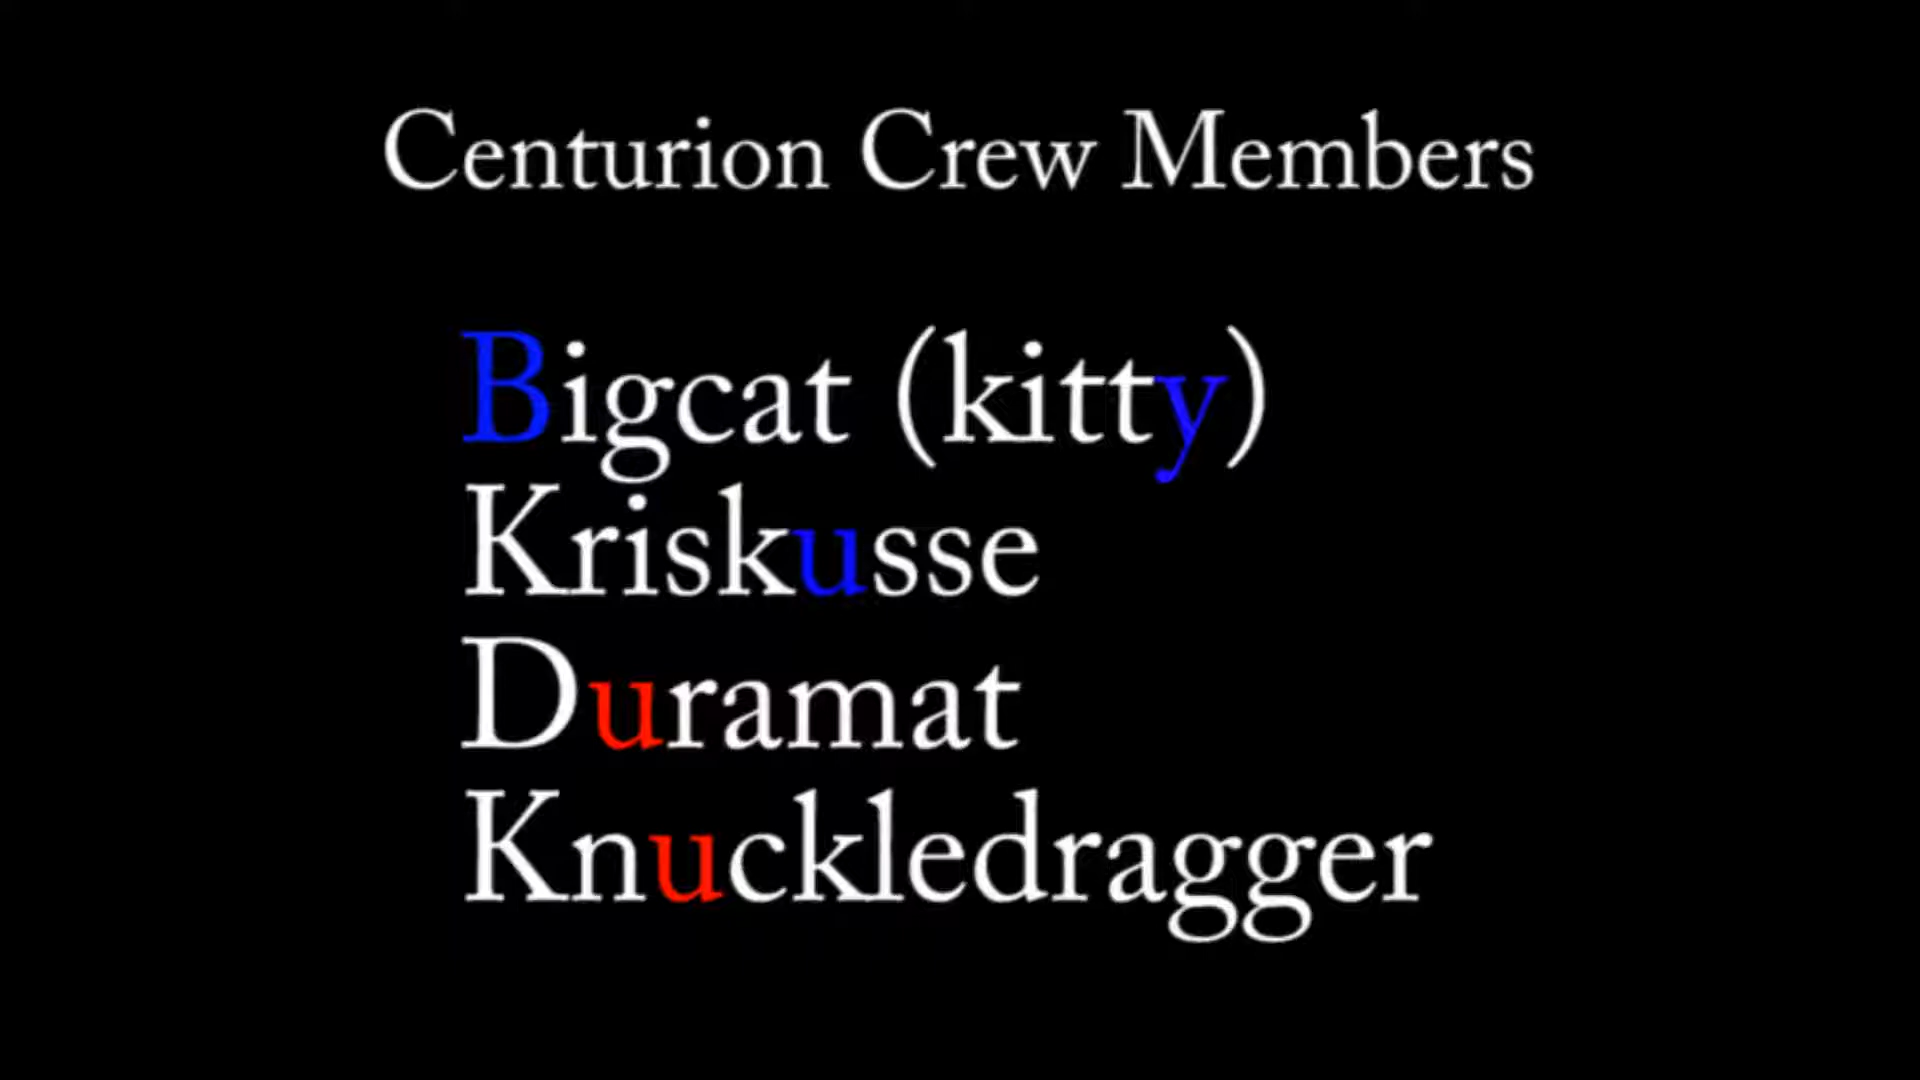 Centurion Crew Members
Bigcat (kitty)
Kriskusse
Duramat
Knuckledragger